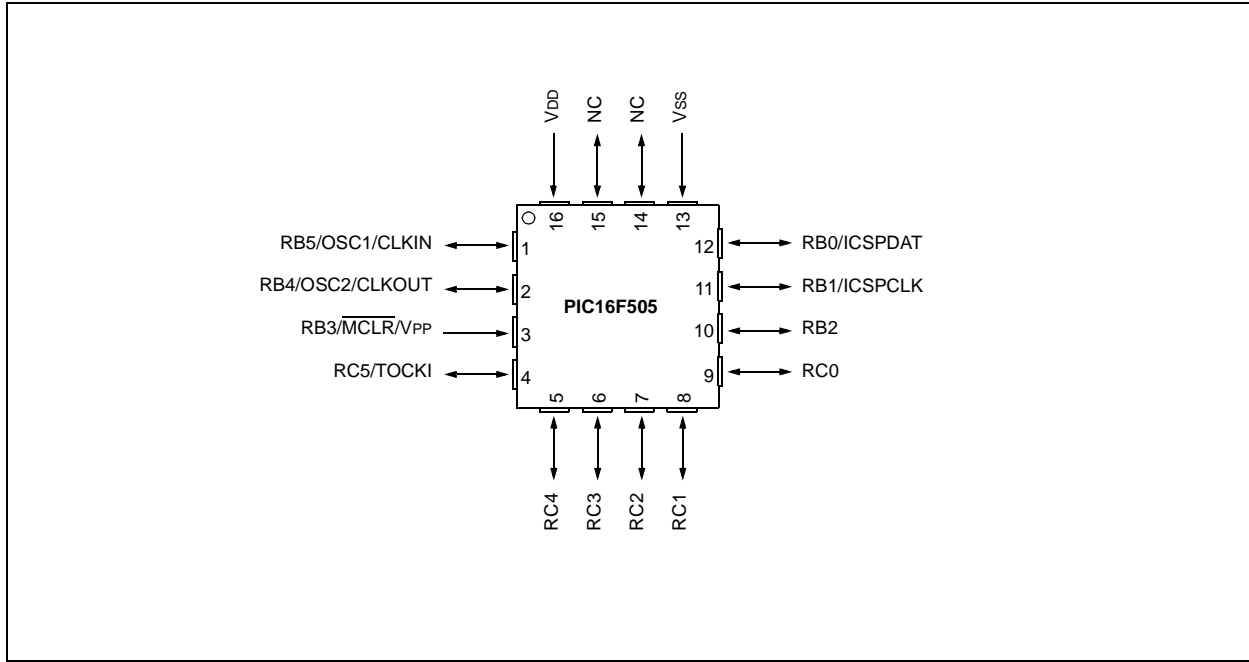 VDD
NC
NC
VSS
16
15
14
13
RB5/OSC1/CLKIN
1
RB4/OSC2/CLKOUT
2
RB3/MCLR/VPP
3
RC5/TOCKI
4
PIC16F505
12
RB0/ICSPDAT
11
RB1/ICSPCLK
10
RB2
9
RC0
5
6
7
8
RC4
RC3
RC2
RC1